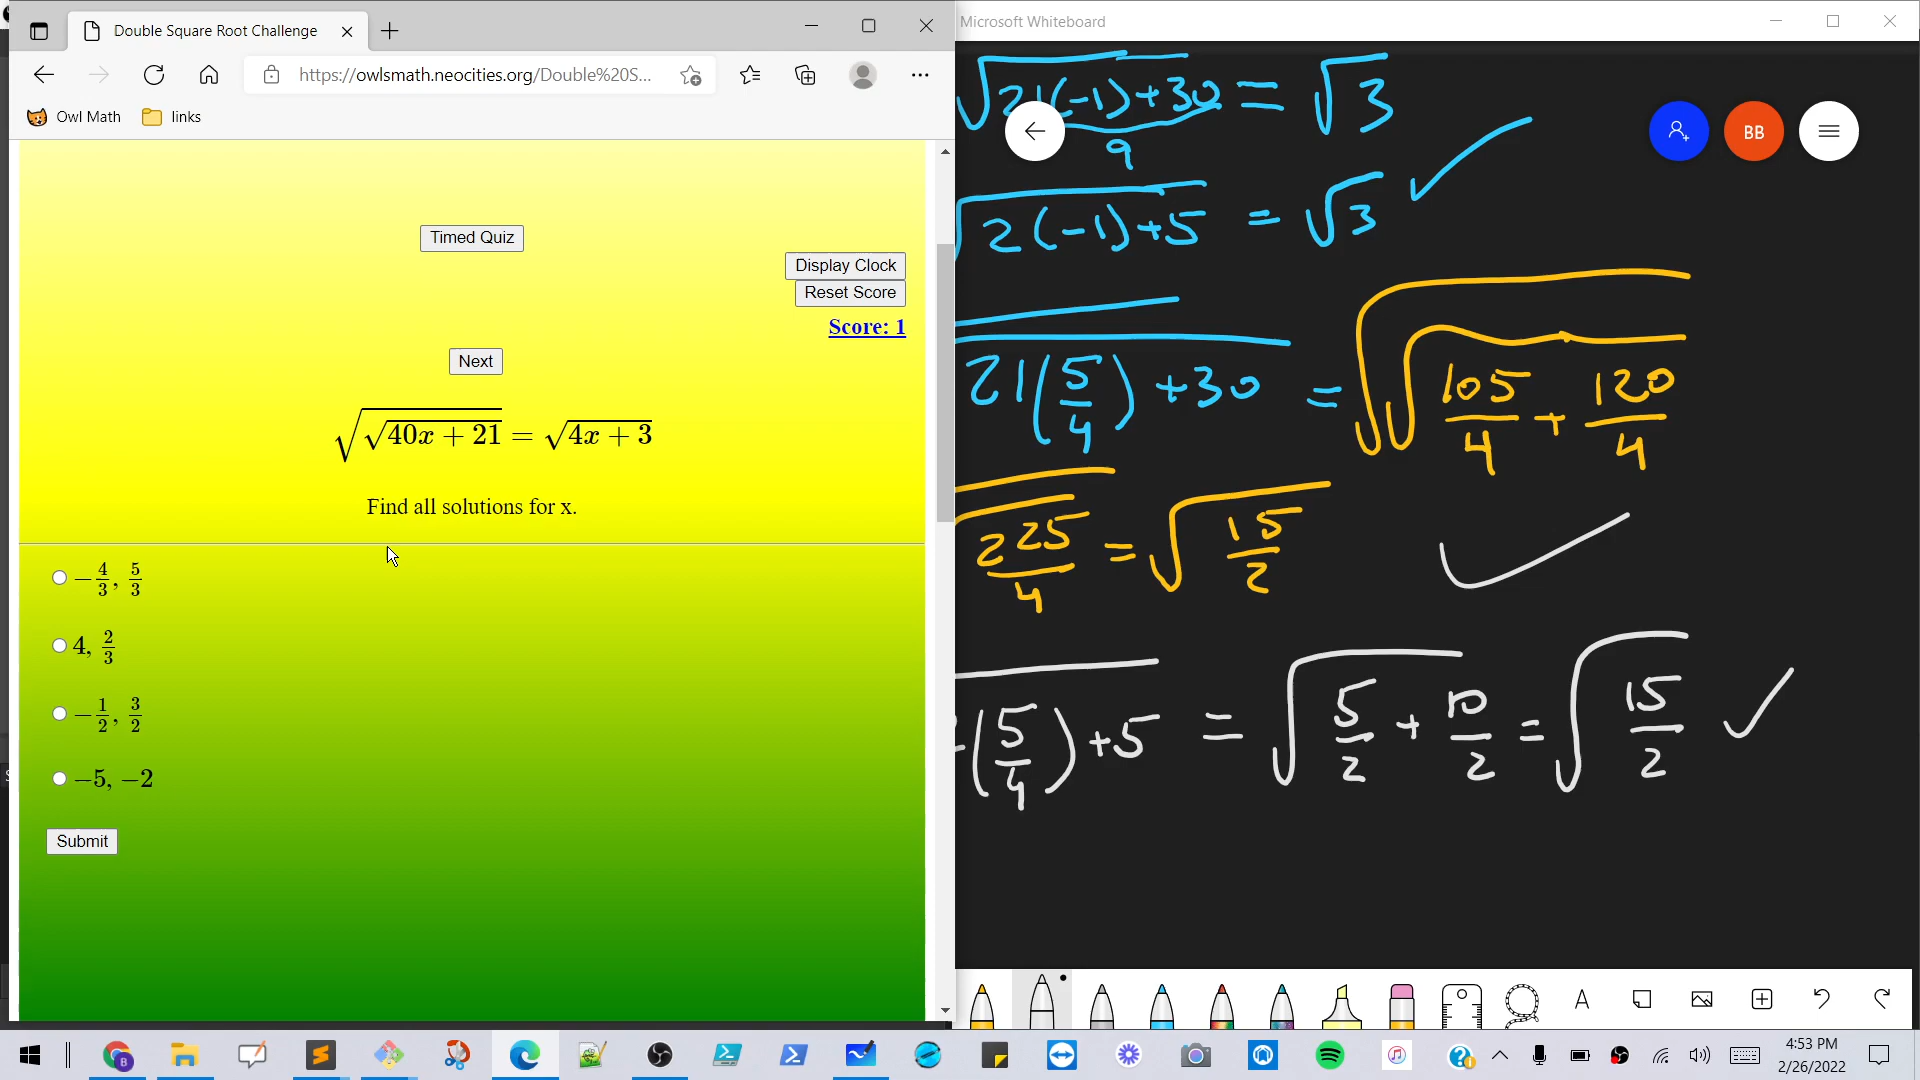 Double Square Root Challenge
Microsoft Whiteboard
https://owlsmath.neocities.org/Double%20S...
Owl Math
links
Timed Quiz
Display Clock
Reset Score
Score: 1
Next
√(√(40x + 21)) = √(4x + 3)
Find all solutions for x.
−4/3, 5/3
4, 2/3
−1/2, 3/2
−5, −2
Submit
√(21(-1)+30) = √3
9
√(2(-1)+5) = √3
BB
21(5/4)+30 = √(√(105/4 + 120/4))
225/4 = √(15/2)
(5/4)+5 = √(5/2 + 10/2) = √(15/2)
A
4:53 PM
2/26/2022